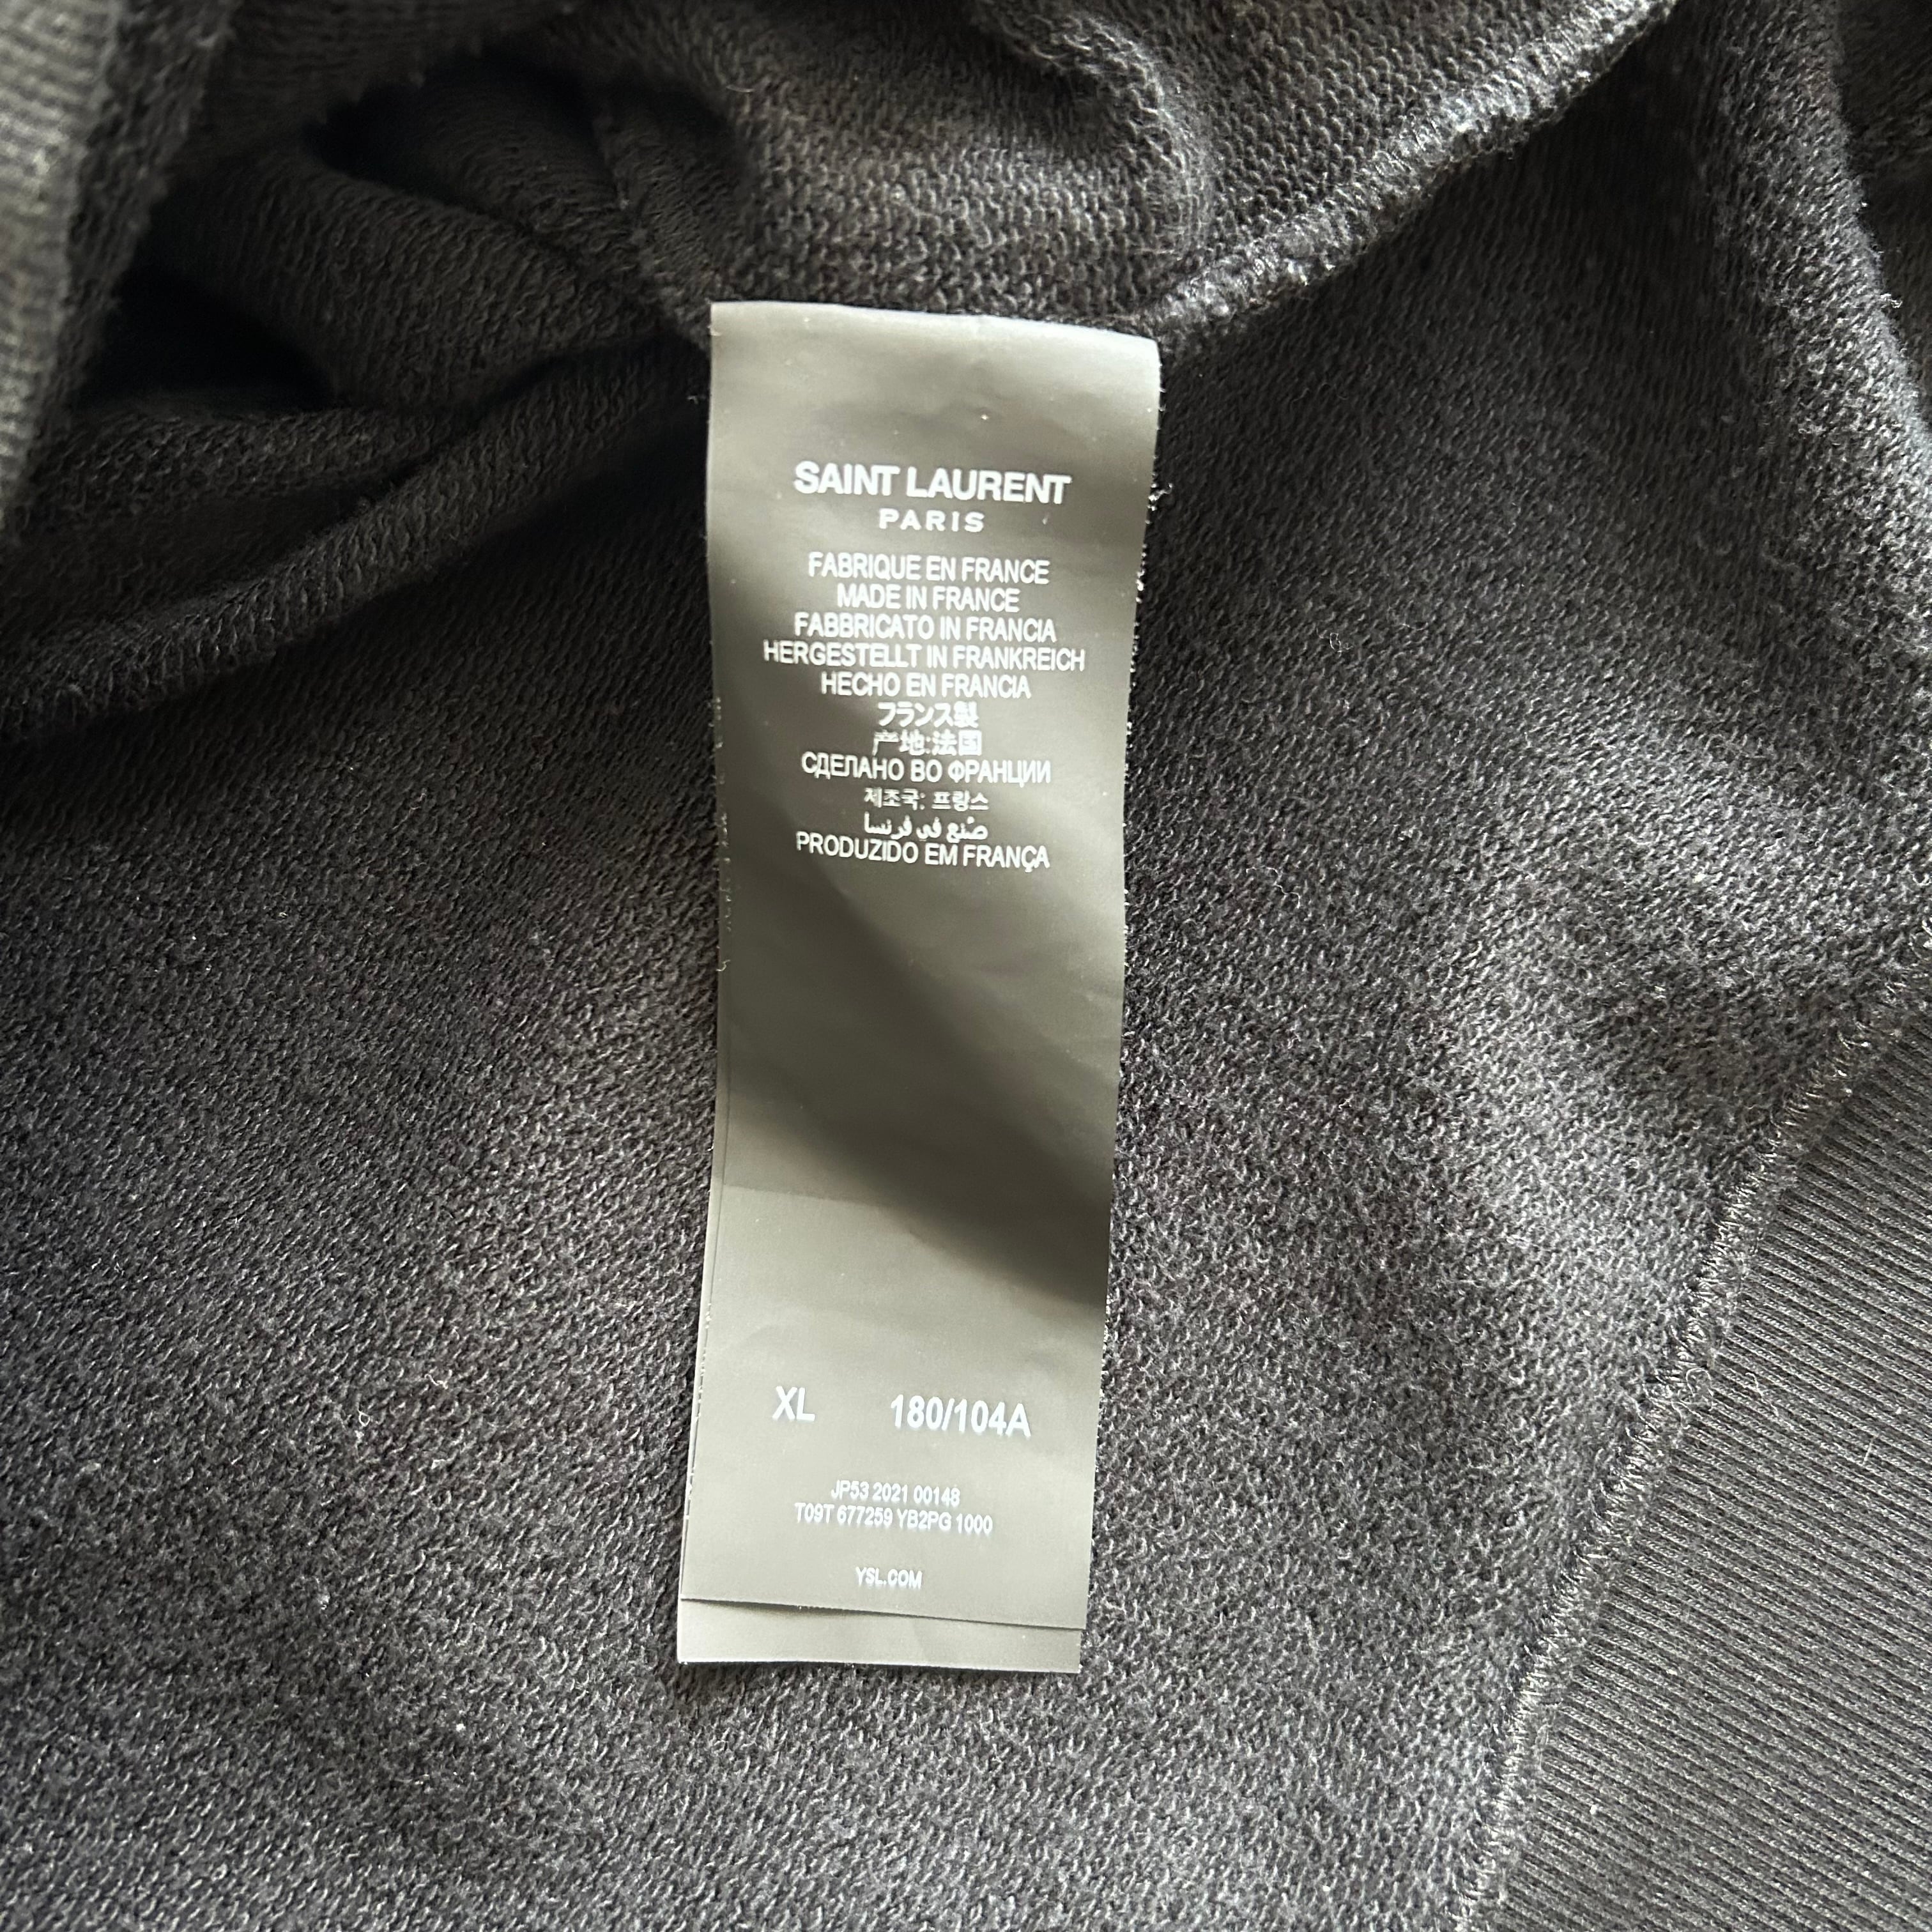 SAINT LAURENT
PARIS
FABRIQUE EN FRANCE
MADE IN FRANCE
FABBRICATO IN FRANCIA
HERGESTELLT IN FRANKREICH
HECHO EN FRANCIA
フランス製
产地:法国
СДЕЛАНО ВО ФРАНЦИИ
제조국: 프랑스
صُنع في فرنسا
PRODUZIDO EM FRANÇA
XL 180/104A
JP53 2021 00148
T09T 677259 YB2PG 1000
YSL.COM